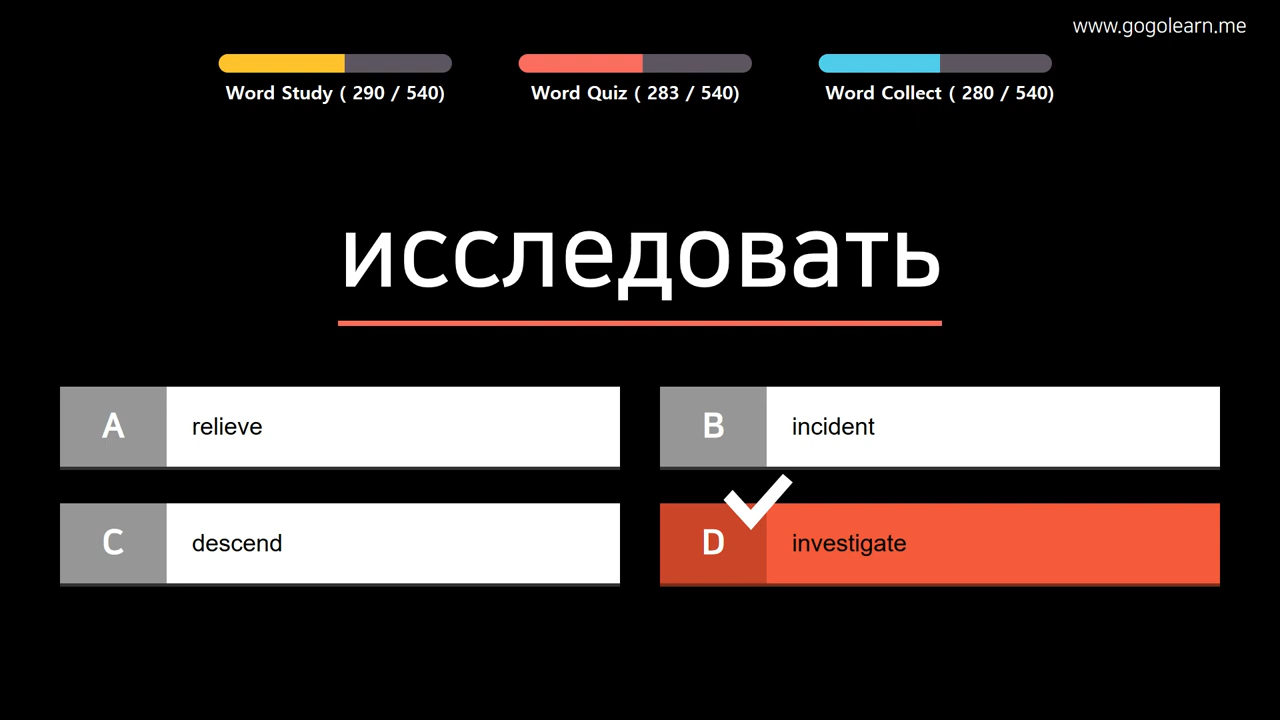 www.gogolearn.me
Word Study ( 290 / 540)
Word Quiz ( 283 / 540)
Word Collect ( 280 / 540)
исследовать
A relieve
B incident
C descend
D investigate